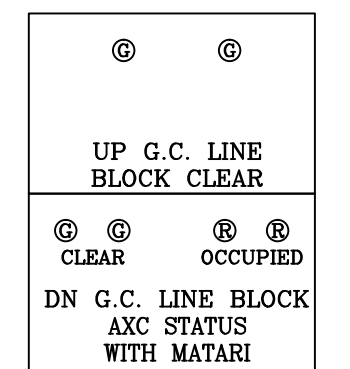 G G
UP G.C. LINE
BLOCK CLEAR
G G R R
CLEAR OCCUPIED
DN G.C. LINE BLOCK
AXC STATUS
WITH MATARI